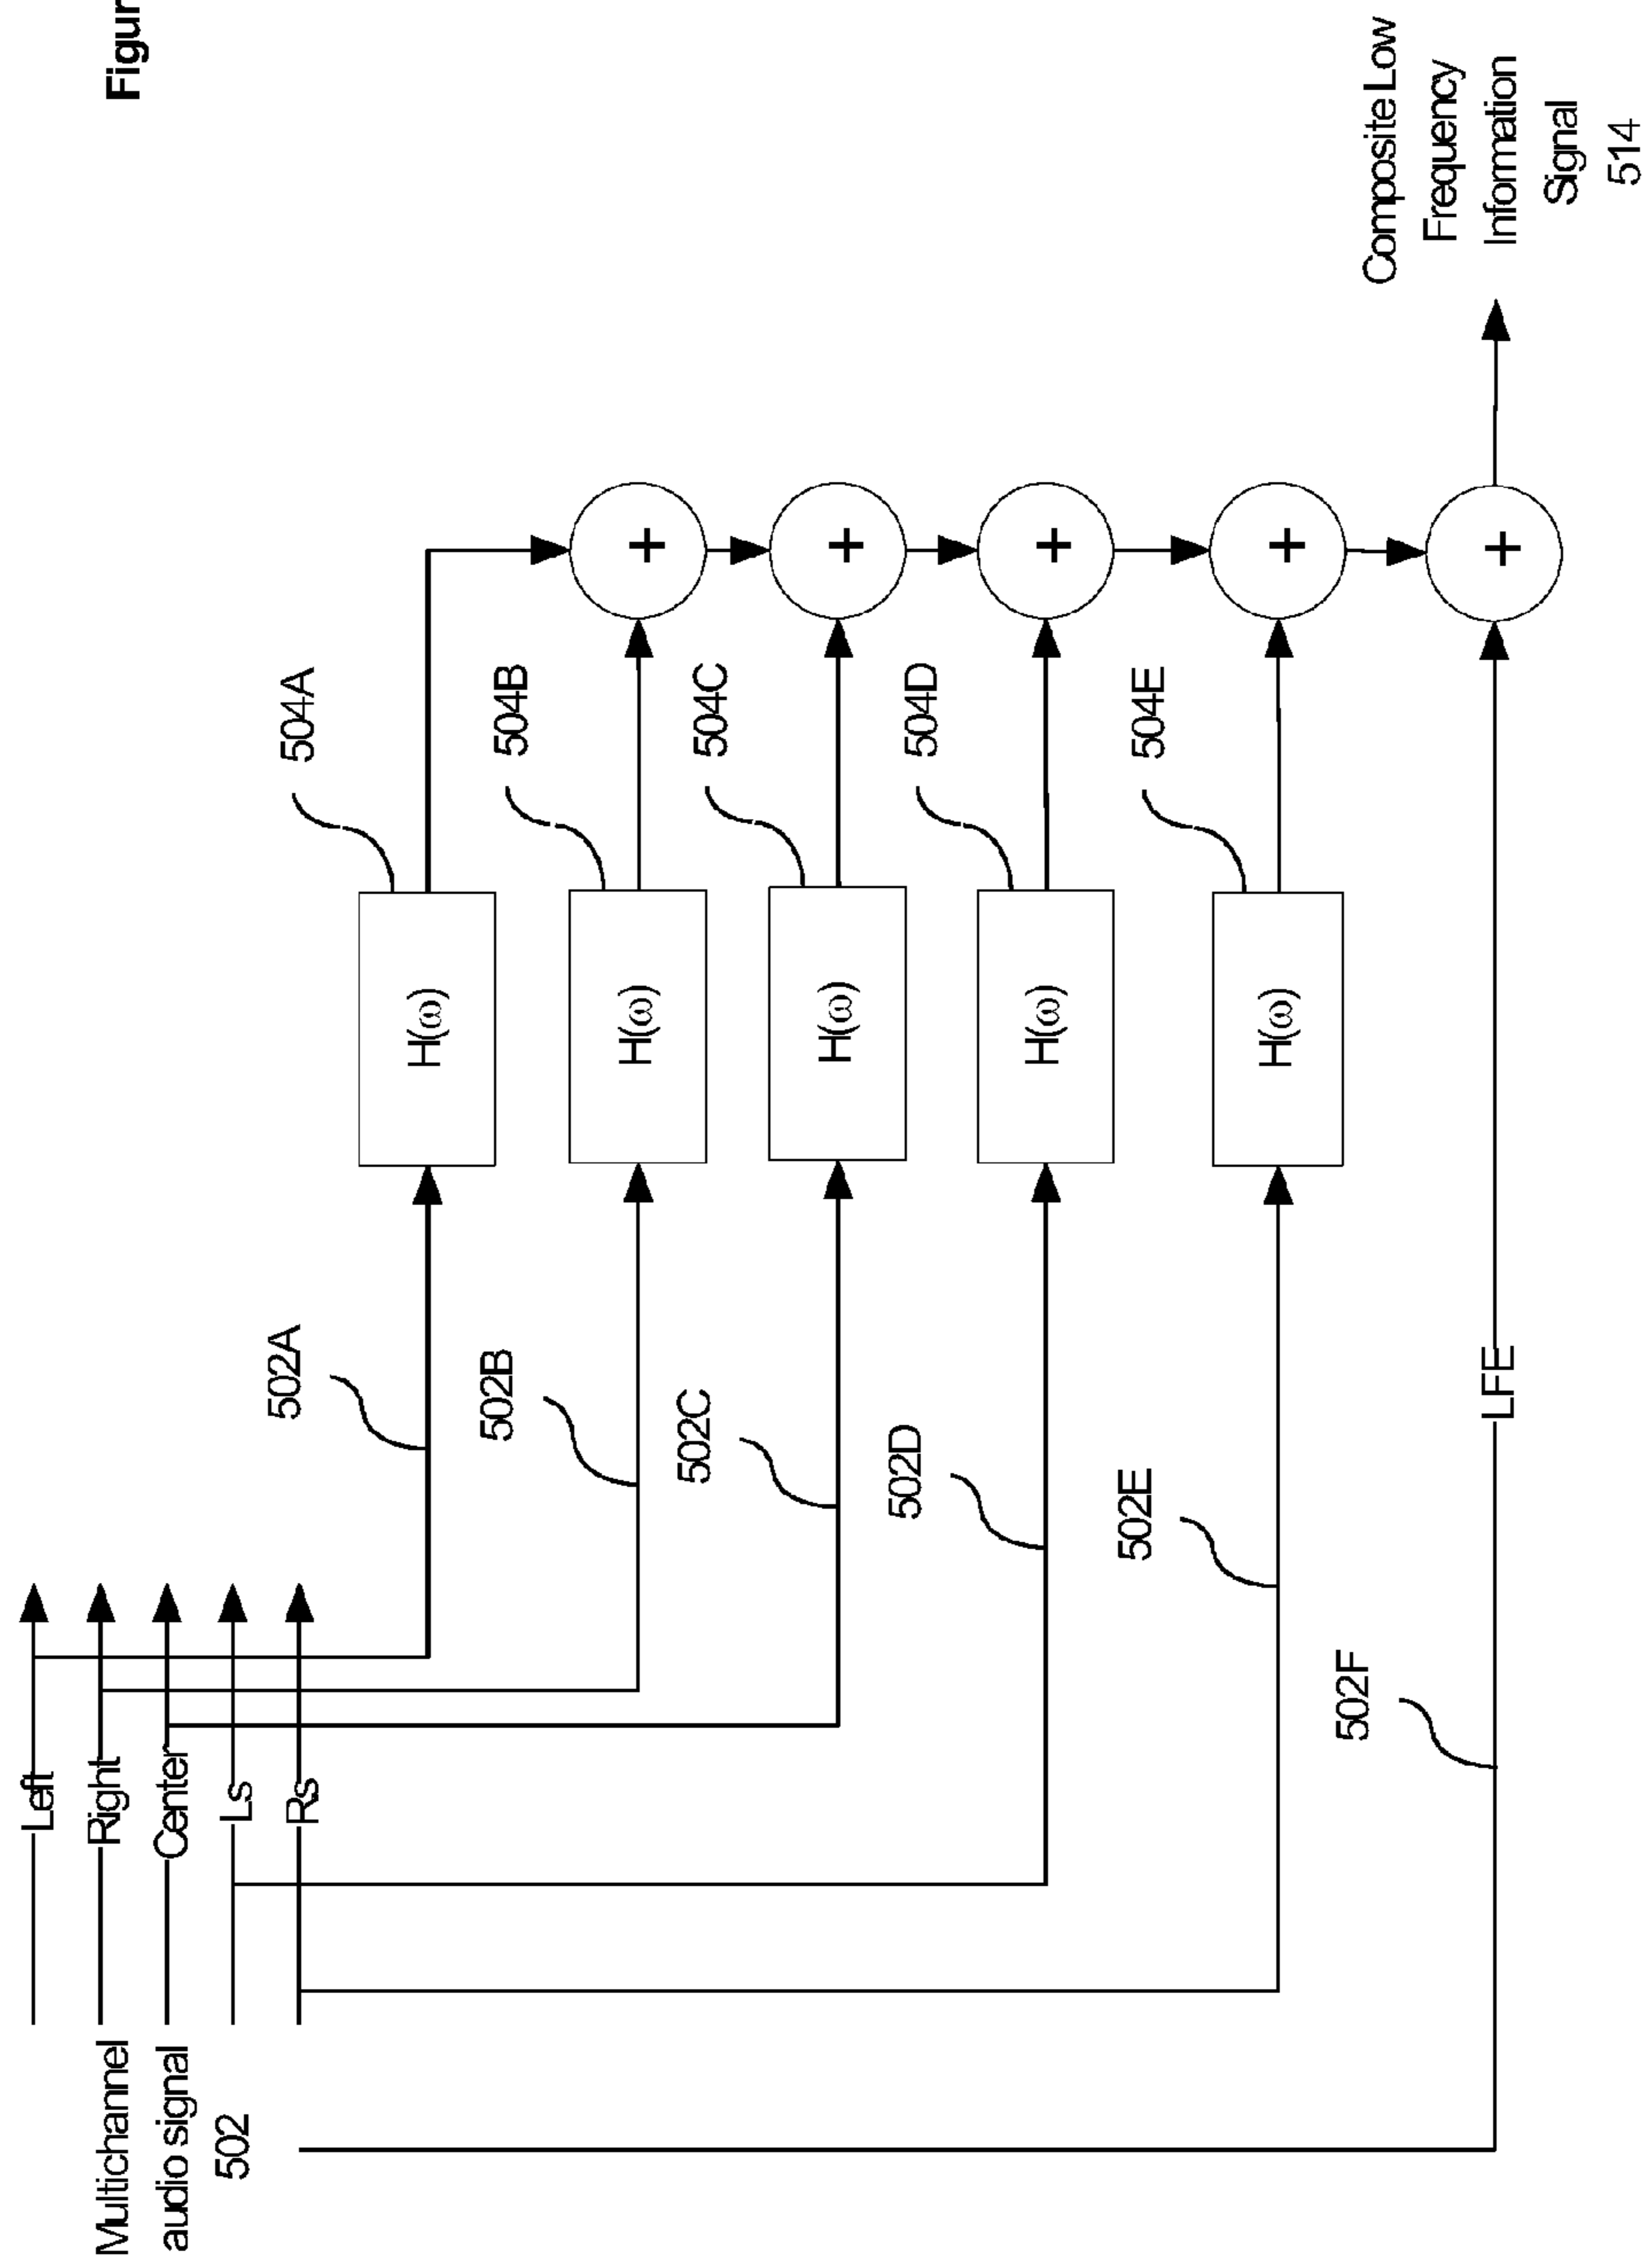 Figur
Left
Right
Center
Ls
Rs
Multichannel
audio signal
502
502A
504A
H(ω)
502B
504B
H(ω)
+
502C
504C
H(ω)
+
502D
504D
H(ω)
+
502E
504E
H(ω)
+
502F
LFE
+
Composite Low
Frequency
Information
Signal
514